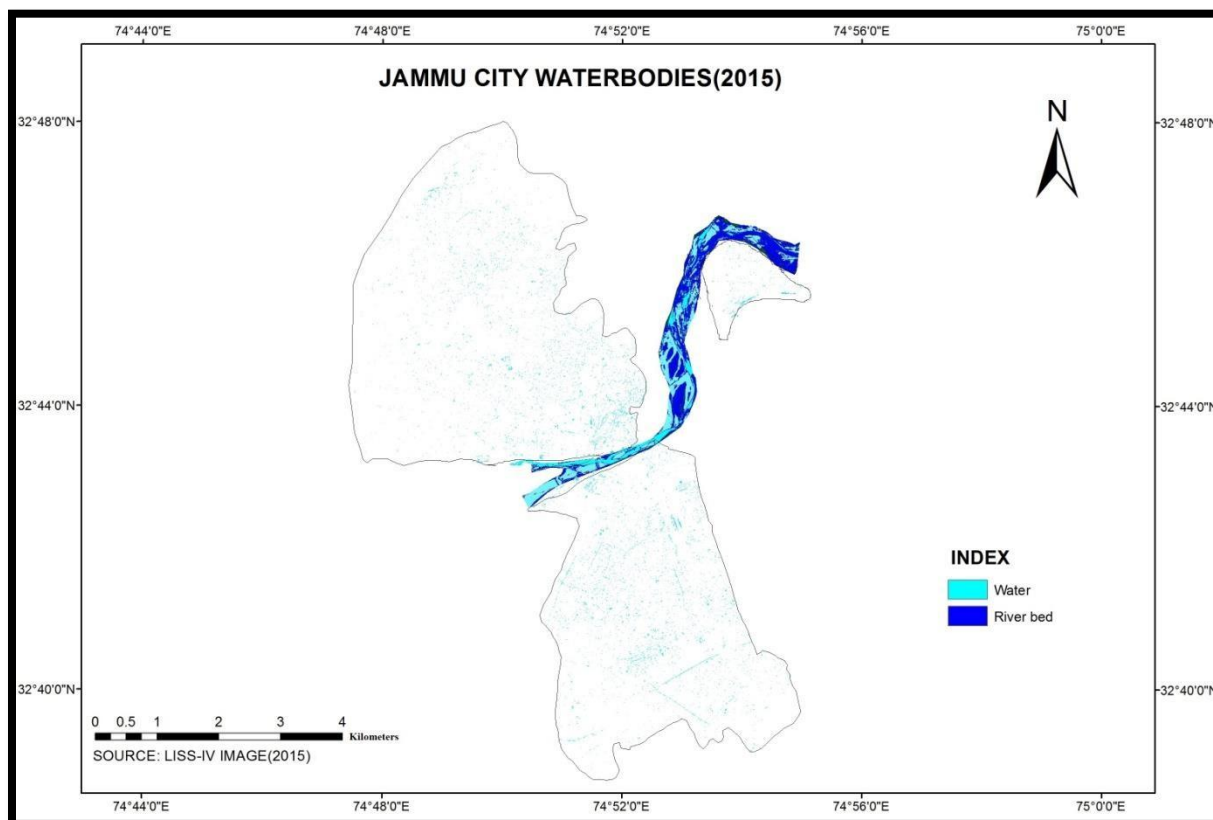 74°44'0"E 74°48'0"E 74°52'0"E 74°56'0"E 75°0'0"E
JAMMU CITY WATERBODIES(2015)
N
32°48'0"N 32°48'0"N
32°44'0"N 32°44'0"N
INDEX
Water
River bed
32°40'0"N 32°40'0"N
0 0.5 1 2 3 4
Kilometers
SOURCE: LISS-IV IMAGE(2015)
74°44'0"E 74°48'0"E 74°52'0"E 74°56'0"E 75°0'0"E